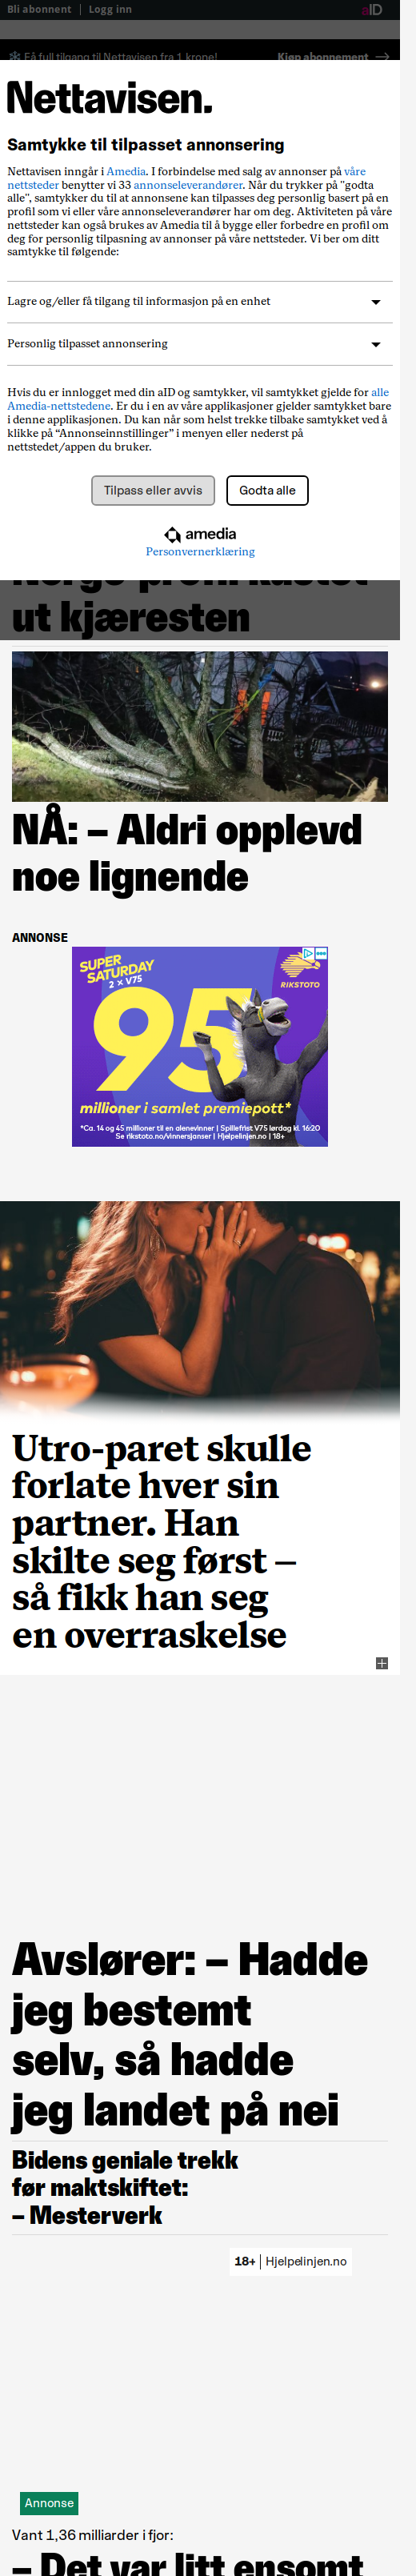 Bli abonnent
Logg inn
aID
Få full tilgang til Nettavisen fra 1 krone!
Kjøp abonnement
Nettavisen.
Samtykke til tilpasset annonsering
Nettavisen inngår i Amedia. I forbindelse med salg av annonser på våre
nettsteder benytter vi 33 annonseleverandører. Når du trykker på "godta
alle", samtykker du til at annonsene kan tilpasses deg personlig basert på en
profil som vi eller våre annonseleverandører har om deg. Aktiviteten på våre
nettsteder kan også brukes av Amedia til å bygge eller forbedre en profil om
deg for personlig tilpasning av annonser på våre nettsteder. Vi ber om ditt
samtykke til følgende:
Lagre og/eller få tilgang til informasjon på en enhet
Personlig tilpasset annonsering
Hvis du er innlogget med din aID og samtykker, vil samtykket gjelde for alle
Amedia-nettstedene. Er du i en av våre applikasjoner gjelder samtykket bare
i denne applikasjonen. Du kan når som helst trekke tilbake samtykket ved å
klikke på “Annonseinnstillinger” i menyen eller nederst på
nettstedet/appen du bruker.
Tilpass eller avvis
Godta alle
amedia
Personvernerklæring
ut kjæresten
NÅ: – Aldri opplevd
noe lignende
ANNONSE
SUPER
SATURDAY
2 x V75
RIKSTOTO
95
millioner i samlet premiepott*
*Ca. 14 og 45 millioner til en alenevinner | Spillefrist V75 lørdag kl. 16:20
Se rikstoto.no/vinnersjanser | Hjelpelinjen.no | 18+
Utro-paret skulle
forlate hver sin
partner. Han
skilte seg først –
så fikk han seg
en overraskelse
Avslører: – Hadde
jeg bestemt
selv, så hadde
jeg landet på nei
Bidens geniale trekk
før maktskiftet:
– Mesterverk
18+ | Hjelpelinjen.no
Annonse
Vant 1,36 milliarder i fjor:
– Det var litt ensomt